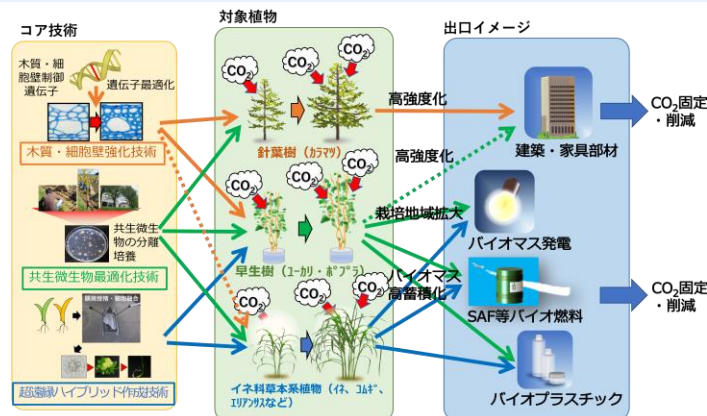 コア技術
対象植物
出口イメージ
木質・細
胞壁制御
遺伝子
遺伝子最適化
木質・細胞壁強化技術
共生微生
物の分離
培養
共生微生物最適化技術
超遠縁ハイブリッド作成技術
CO₂
CO₂
CO₂
針葉樹（ｶﾗﾏﾂ）
CO₂
CO₂
CO₂
早生樹（ﾕｰｶﾘ・ﾎﾟﾌﾟﾗ）
CO₂
CO₂
CO₂
イネ科草本系植物（ｲﾈ、ｺﾑｷﾞ、
ｴﾘｱﾝｻｽなど）
高強度化
高強度化
栽培地域拡大
バイオマス
高蓄積化
建築・家具部材
バイオマス発電
SAF等バイオ燃料
バイオプラスチック
CO₂固定
・削減
CO₂固定
・削減